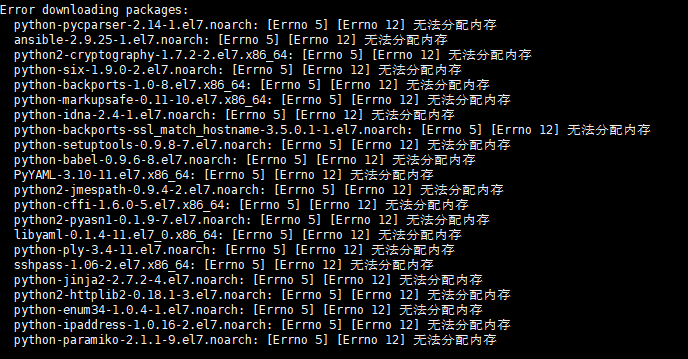 Error downloading packages:
python-pycparser-2.14-1.el7.noarch: [Errno 5] [Errno 12] 无法分配内存
ansible-2.9.25-1.el7.noarch: [Errno 5] [Errno 12] 无法分配内存
python2-cryptography-1.7.2-2.el7.x86_64: [Errno 5] [Errno 12] 无法分配内存
python-six-1.9.0-2.el7.noarch: [Errno 5] [Errno 12] 无法分配内存
python-backports-1.0-8.el7.x86_64: [Errno 5] [Errno 12] 无法分配内存
python-markupsafe-0.11-10.el7.x86_64: [Errno 5] [Errno 12] 无法分配内存
python-idna-2.4-1.el7.noarch: [Errno 5] [Errno 12] 无法分配内存
python-backports-ssl_match_hostname-3.5.0.1-1.el7.noarch: [Errno 5] [Errno 12] 无法分配内存
python-setuptools-0.9.8-7.el7.noarch: [Errno 5] [Errno 12] 无法分配内存
python-babel-0.9.6-8.el7.noarch: [Errno 5] [Errno 12] 无法分配内存
PyYAML-3.10-11.el7.x86_64: [Errno 5] [Errno 12] 无法分配内存
python2-jmespath-0.9.4-2.el7.noarch: [Errno 5] [Errno 12] 无法分配内存
python-cffi-1.6.0-5.el7.x86_64: [Errno 5] [Errno 12] 无法分配内存
python2-pyasn1-0.1.9-7.el7.noarch: [Errno 5] [Errno 12] 无法分配内存
libyaml-0.1.4-11.el7_0.x86_64: [Errno 5] [Errno 12] 无法分配内存
python-ply-3.4-11.el7.noarch: [Errno 5] [Errno 12] 无法分配内存
sshpass-1.06-2.el7.x86_64: [Errno 5] [Errno 12] 无法分配内存
python-jinja2-2.7.2-4.el7.noarch: [Errno 5] [Errno 12] 无法分配内存
python2-httplib2-0.18.1-3.el7.noarch: [Errno 5] [Errno 12] 无法分配内存
python-enum34-1.0.4-1.el7.noarch: [Errno 5] [Errno 12] 无法分配内存
python-ipaddress-1.0.16-2.el7.noarch: [Errno 5] [Errno 12] 无法分配内存
python-paramiko-2.1.1-9.el7.noarch: [Errno 5] [Errno 12] 无法分配内存